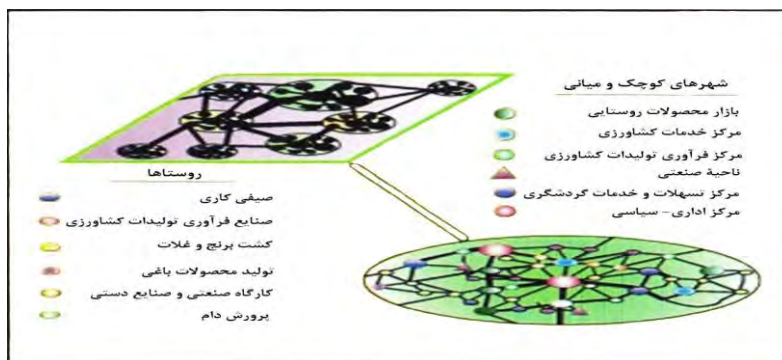 شهرهای کوچک و میانی
بازار محصولات روستایی
مرکز خدمات کشاورزی
مرکز فرآوری تولیدات کشاورزی
ناحیة صنعتی
مرکز تسهلات و خدمات گردشگری
مرکز اداری- سیاسی
روستاها
صیفی کاری
صنایع فرآوری تولیدات کشاورزی
کشت برنج و غلات
تولید محصولات باغی
کارگاه صنعتی و صنایع دستی
پرورش دام